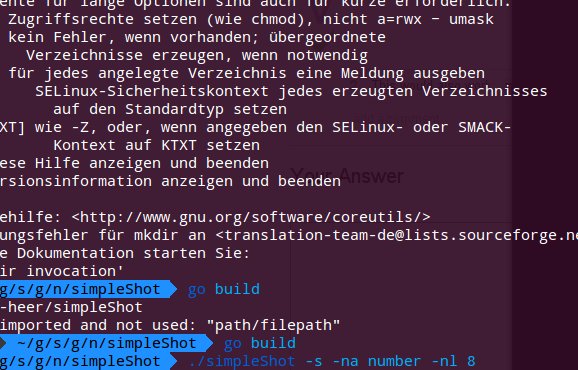 ente für lange Optionen sind auch für kurze erforderlich.
Zugriffsrechte setzen (wie chmod), nicht a=rwx − umask
kein Fehler, wenn vorhanden; übergeordnete
Verzeichnisse erzeugen, wenn notwendig
für jedes angelegte Verzeichnis eine Meldung ausgeben
SELinux-Sicherheitskontext jedes erzeugten Verzeichnisses
auf den Standardtyp setzen
XT] wie -Z, oder, wenn angegeben den SELinux- oder SMACK-
Kontext auf KTXT setzen
ese Hilfe anzeigen und beenden
Your Answer
rsionsinformation anzeigen und beenden
ehilfe: <http://www.gnu.org/software/coreutils/>
ungsfehler für mkdir an <translation-team-de@lists.sourceforge.ne
e Dokumentation starten Sie:
ir invocation'
g/s/g/n/simpleShot go build
-heer/simpleShot
imported and not used: "path/filepath"
~/g/s/g/n/simpleShot go build
g/s/g/n/simpleShot ./simpleShot -s -na number -nl 8